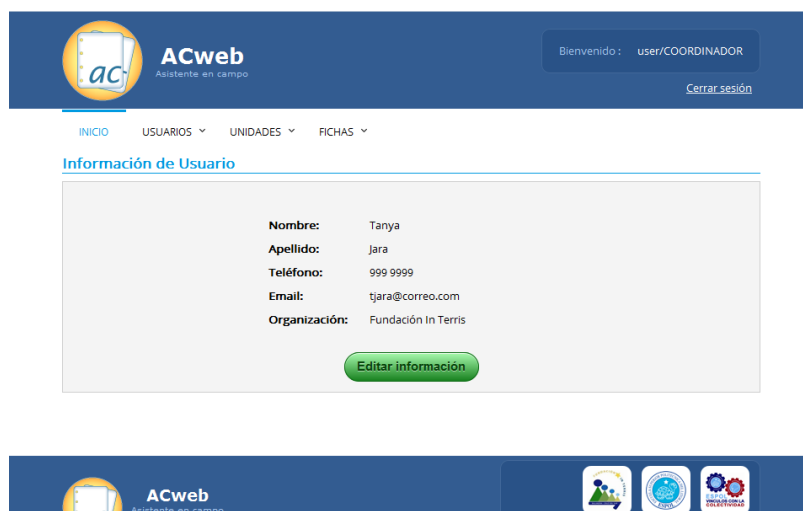 ac
ACweb
Asistente en campo
Bienvenido : user/COORDINADOR
Cerrar sesión
INICIO USUARIOS UNIDADES FICHAS
Información de Usuario
Nombre: Tanya
Apellido: Jara
Teléfono: 999 9999
Email: tjara@correo.com
Organización: Fundación In Terris
Editar información
ACweb
Asistente en campo
ESPOL
ESPOL
VINCULOS CON LA
COLECTIVIDAD